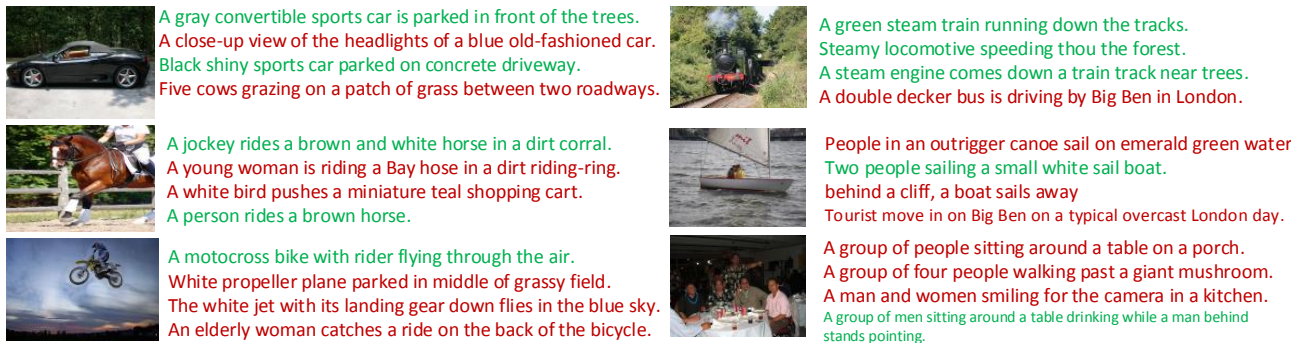 A gray convertible sports car is parked in front of the trees.
A close-up view of the headlights of a blue old-fashioned car.
Black shiny sports car parked on concrete driveway.
Five cows grazing on a patch of grass between two roadways.
A jockey rides a brown and white horse in a dirt corral.
A young woman is riding a Bay hose in a dirt riding-ring.
A white bird pushes a miniature teal shopping cart.
A person rides a brown horse.
A motocross bike with rider flying through the air.
White propeller plane parked in middle of grassy field.
The white jet with its landing gear down flies in the blue sky.
An elderly woman catches a ride on the back of the bicycle.
A green steam train running down the tracks.
Steamy locomotive speeding thou the forest.
A steam engine comes down a train track near trees.
A double decker bus is driving by Big Ben in London.
People in an outrigger canoe sail on emerald green water
Two people sailing a small white sail boat.
behind a cliff, a boat sails away
Tourist move in on Big Ben on a typical overcast London day.
A group of people sitting around a table on a porch.
A group of four people walking past a giant mushroom.
A man and women smiling for the camera in a kitchen.
A group of men sitting around a table drinking while a man behind
stands pointing.